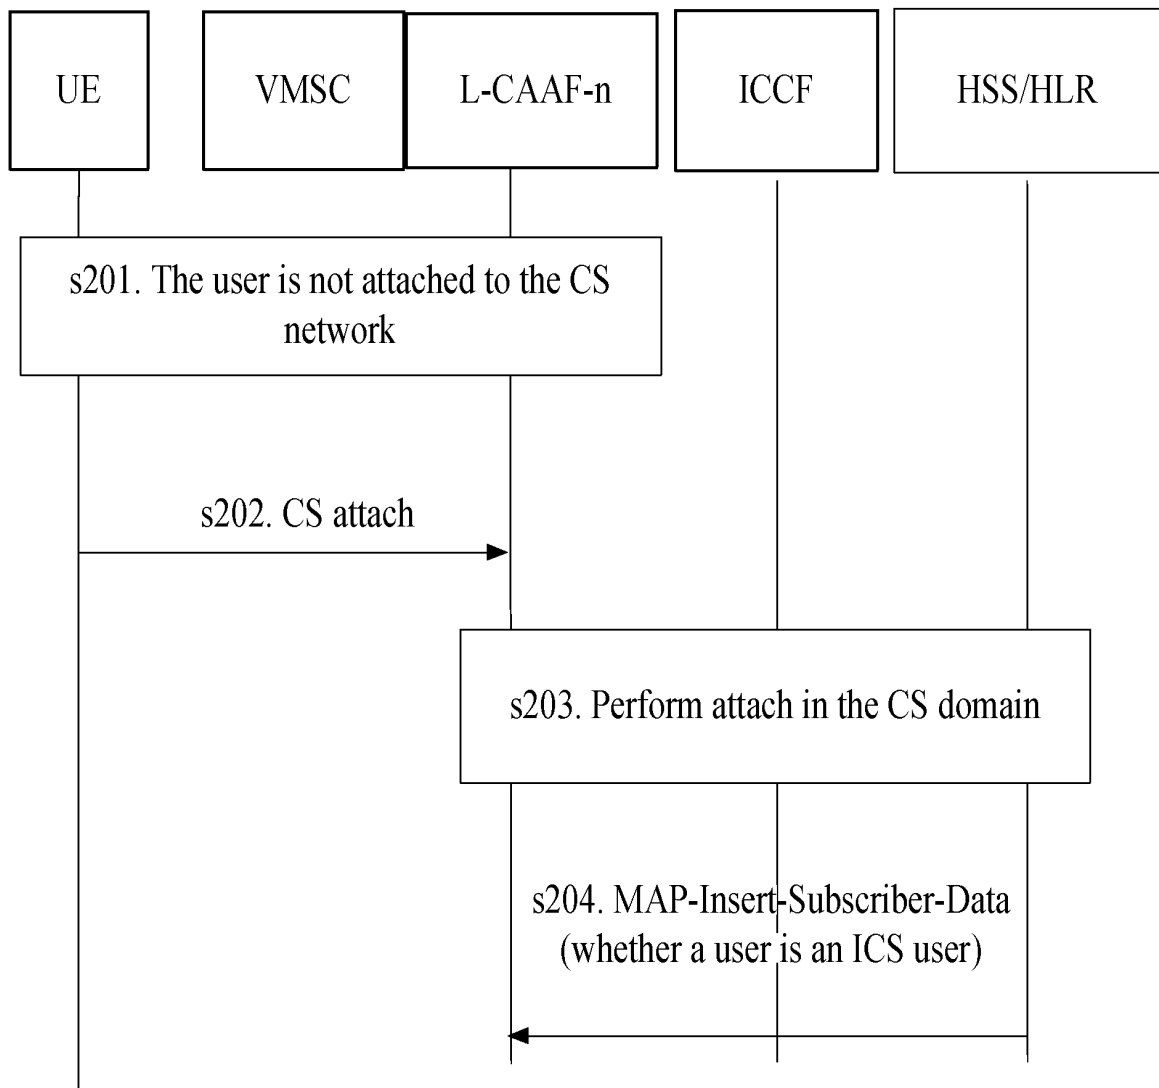 UE
VMSC
L-CAAF-n
ICCF
HSS/HLR
s201. The user is not attached to the CS
network
s202. CS attach
s203. Perform attach in the CS domain
s204. MAP-Insert-Subscriber-Data
(whether a user is an ICS user)